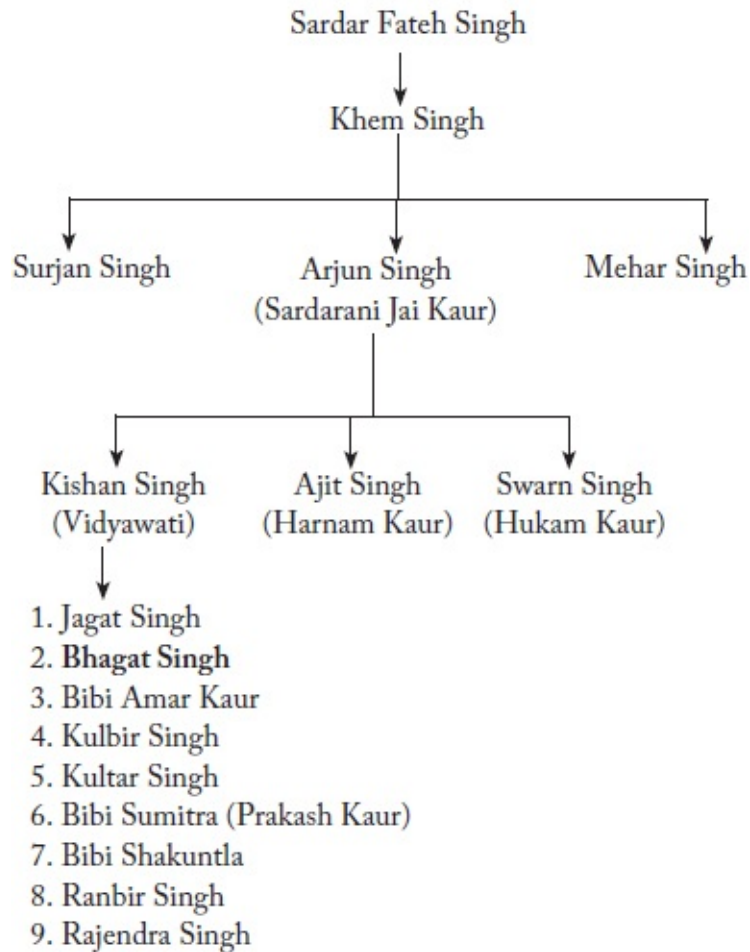 Sardar Fateh Singh
Khem Singh
Surjan Singh
Arjun Singh
(Sardarani Jai Kaur)
Mehar Singh
Kishan Singh
(Vidyawati)
Ajit Singh
(Harnam Kaur)
Swarn Singh
(Hukam Kaur)
1. Jagat Singh
2. Bhagat Singh
3. Bibi Amar Kaur
4. Kulbir Singh
5. Kultar Singh
6. Bibi Sumitra (Prakash Kaur)
7. Bibi Shakuntla
8. Ranbir Singh
9. Rajendra Singh